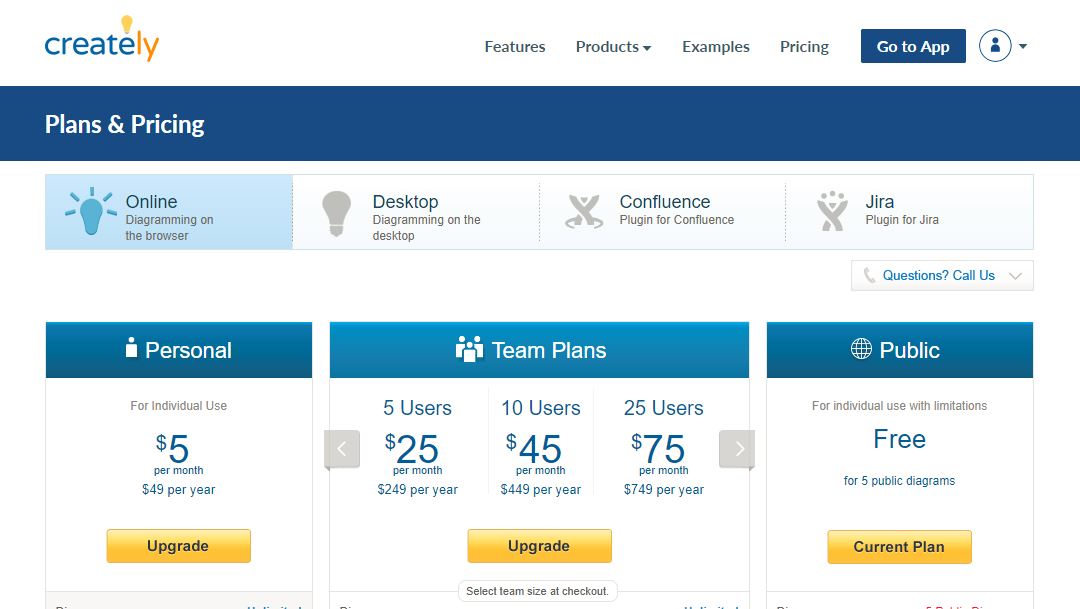 creately
Features Products Examples Pricing Go to App
Plans & Pricing
Online
Diagramming on
the browser
Desktop
Diagramming on the
desktop
Confluence
Plugin for Confluence
Jira
Plugin for Jira
Questions? Call Us
Personal
For Individual Use
$5
per month
$49 per year
Upgrade
Team Plans
5 Users
$25
per month
$249 per year
10 Users
$45
per month
$449 per year
25 Users
$75
per month
$749 per year
Upgrade
Select team size at checkout.
Public
For individual use with limitations
Free
for 5 public diagrams
Current Plan